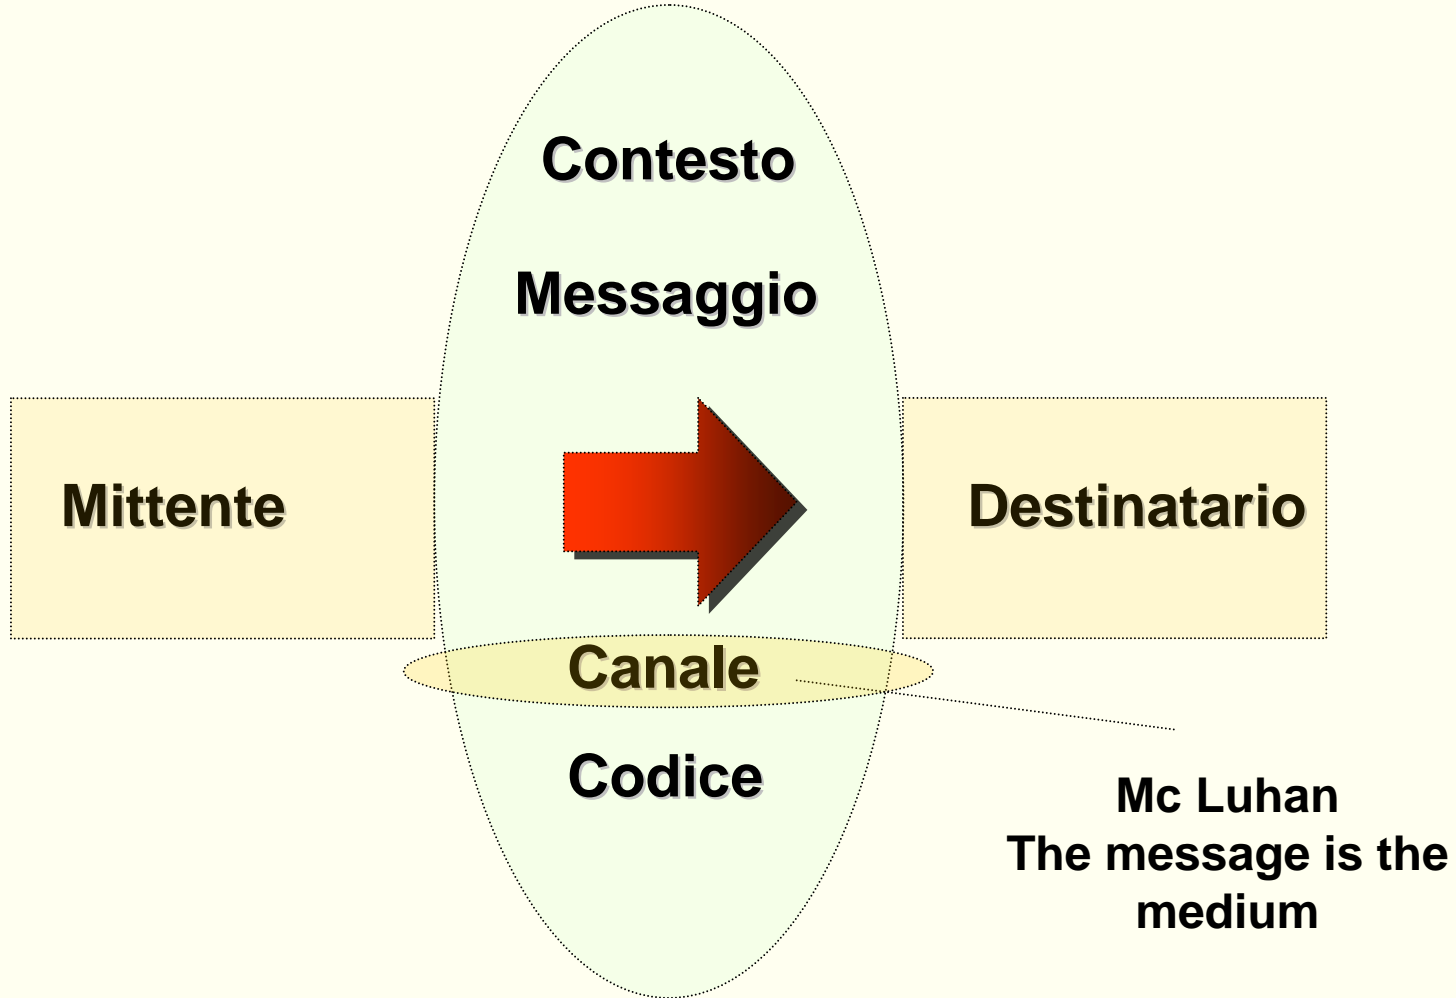 Contesto
Messaggio
Mittente
Destinatario
Canale
Codice
Mc Luhan
The message is the
medium